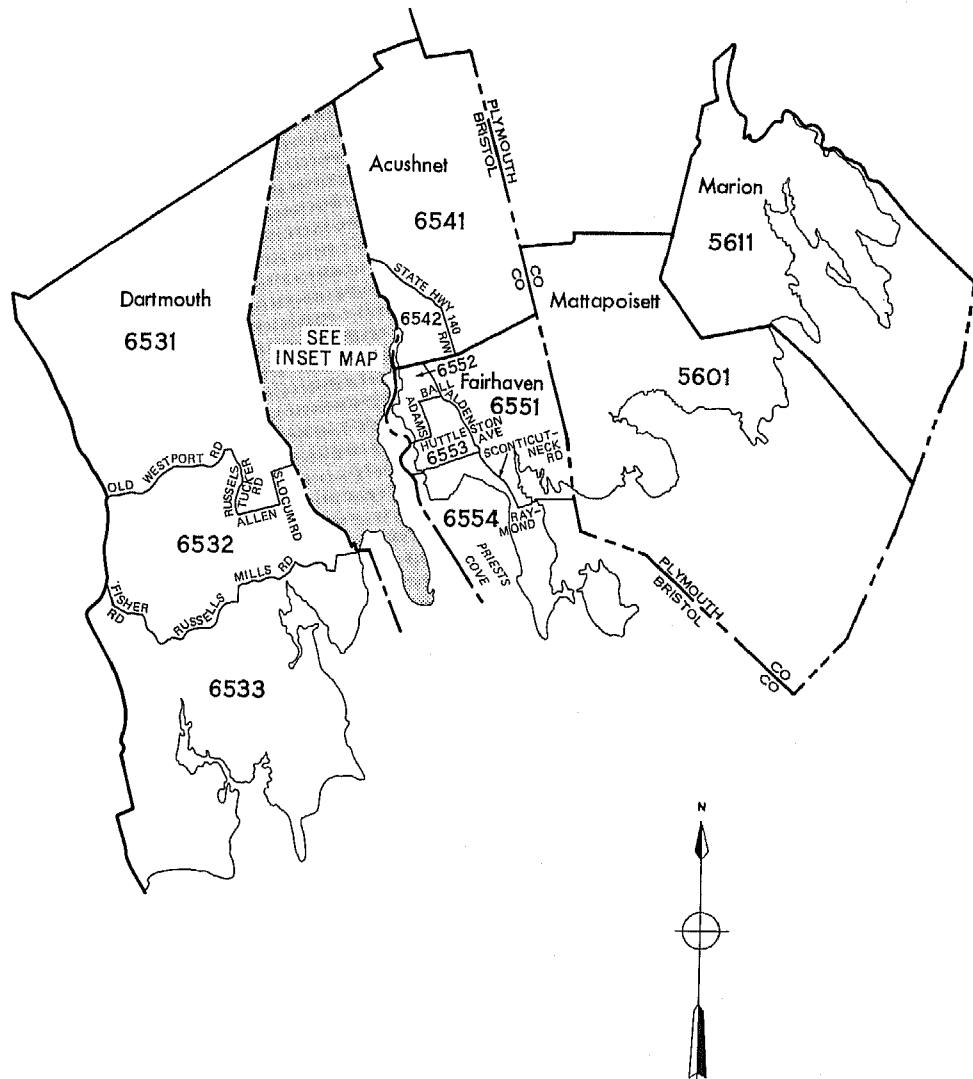 PLYMOUTH
BRISTOL
Acushnet
6541
Marion
5611
CO
CO
Dartmouth
6531
STATE HWY 140
R/W
6542
Mattapoisett
SEE
INSET MAP
6552
Fairhaven
6551
5601
BALL
ALDEN
ADAMS
HUTTLESTON
AVE
6553
SCONTICUT-
NECK
RD
OLD WESTPORT RD
RUSSELS
TUCKER
RD
SLOCUM RD
ALLEN
6532
6554
RAY-
MOND
PRIESTS
COVE
FISHER
RD
RUSSELLS MILLS RD
PLYMOUTH
BRISTOL
CO
CO
6533
N